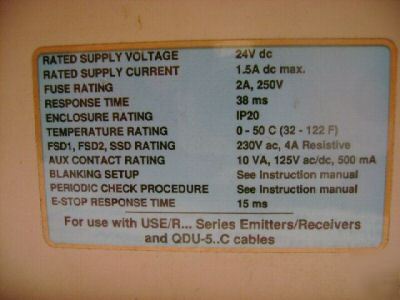 RATED SUPPLY VOLTAGE 24V dc
RATED SUPPLY CURRENT 1.5A dc max.
FUSE RATING 2A, 250V
RESPONSE TIME 38 ms
ENCLOSURE RATING IP20
TEMPERATURE RATING 0 - 50 C (32 - 122 F)
FSD1, FSD2, SSD RATING 230V ac, 4A Resistive
AUX CONTACT RATING 10 VA, 125V ac/dc, 500 mA
BLANKING SETUP See Instruction manual
PERIODIC CHECK PROCEDURE See Instruction manual
E-STOP RESPONSE TIME 15 ms
For use with USE/R... Series Emitters/Receivers
and QDU-5..C cables